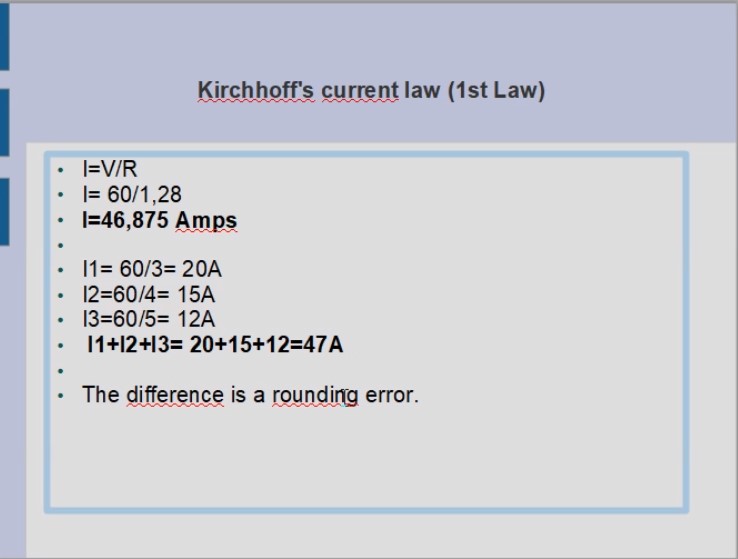 Kirchhoff's current law (1st Law)
• I=V/R
• I= 60/1,28
• I=46,875 Amps
•
• I1= 60/3= 20A
• I2=60/4= 15A
• I3=60/5= 12A
• I1+I2+I3= 20+15+12=47A
•
• The difference is a rounding error.